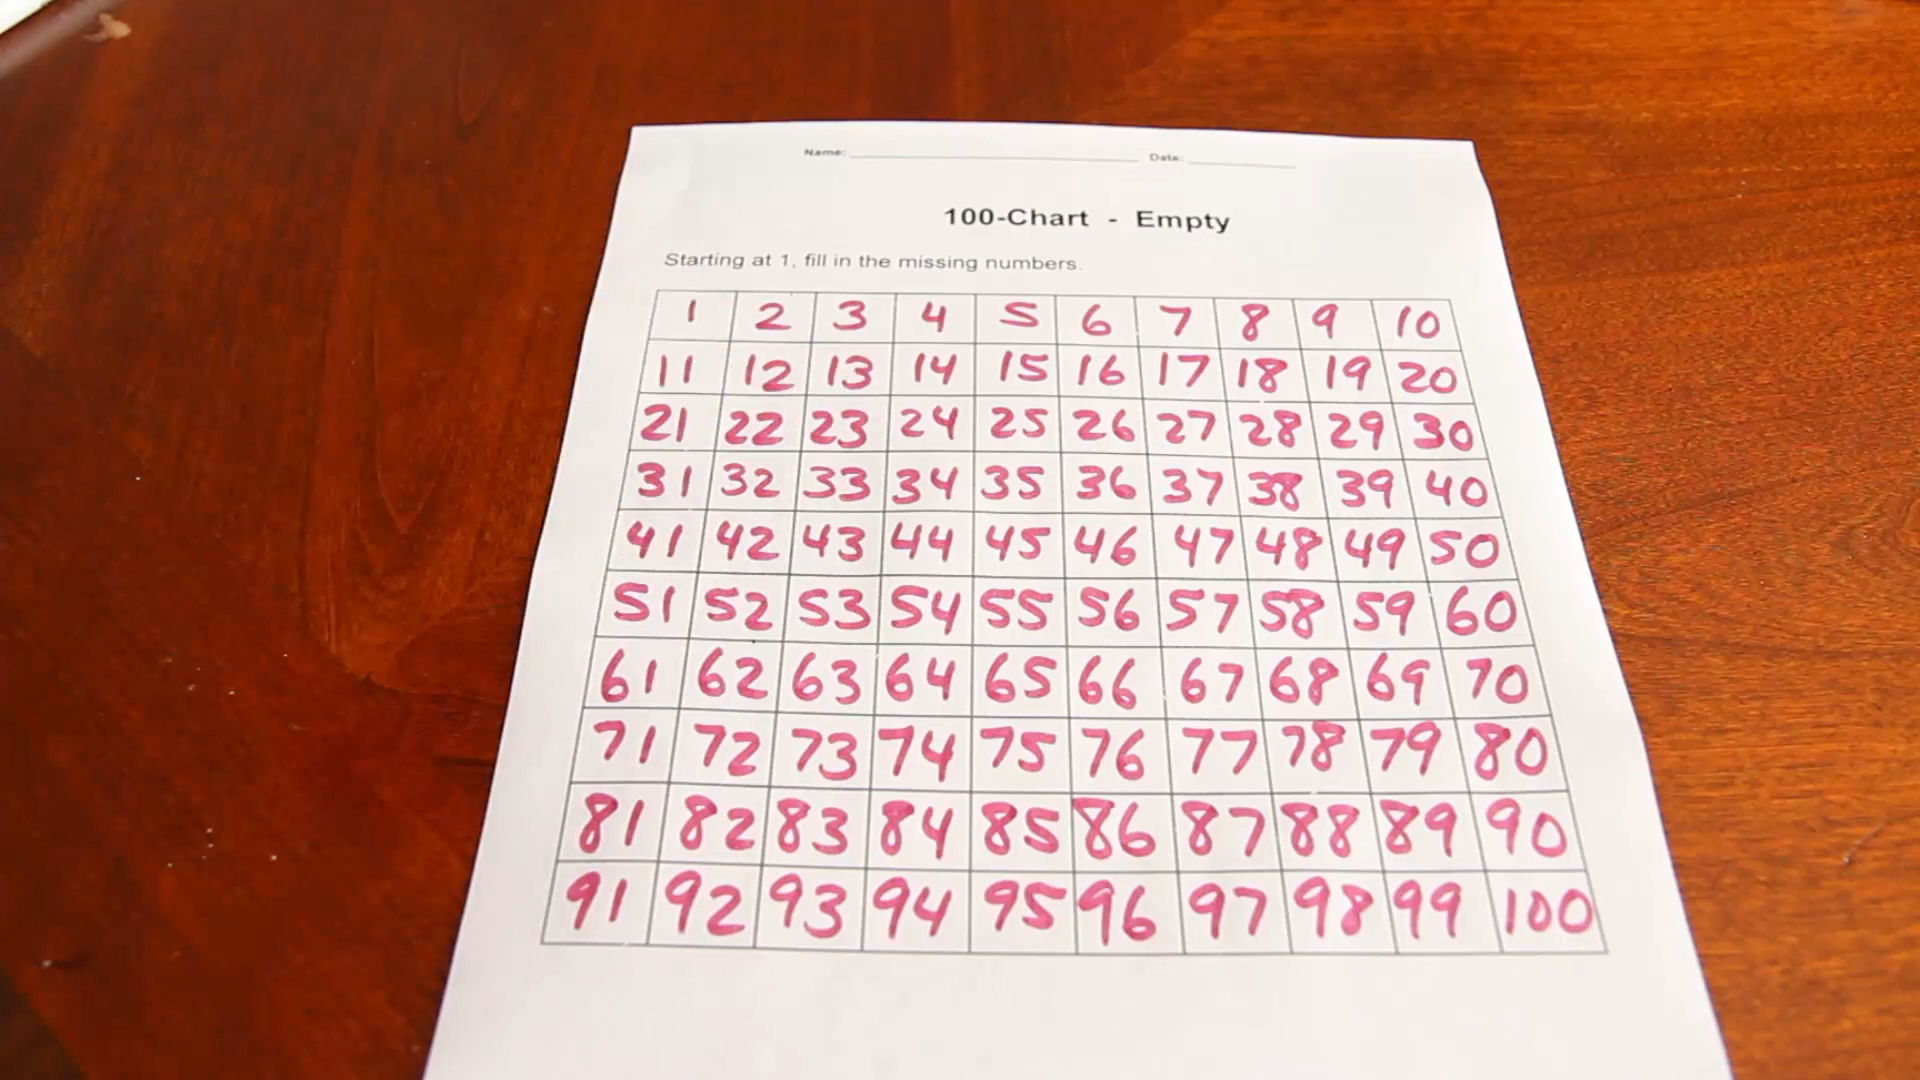 Name: Date:
100-Chart - Empty
Starting at 1, fill in the missing numbers.
1 2 3 4 5 6 7 8 9 10
11 12 13 14 15 16 17 18 19 20
21 22 23 24 25 26 27 28 29 30
31 32 33 34 35 36 37 38 39 40
41 42 43 44 45 46 47 48 49 50
51 52 53 54 55 56 57 58 59 60
61 62 63 64 65 66 67 68 69 70
71 72 73 74 75 76 77 78 79 80
81 82 83 84 85 86 87 88 89 90
91 92 93 94 95 96 97 98 99 100